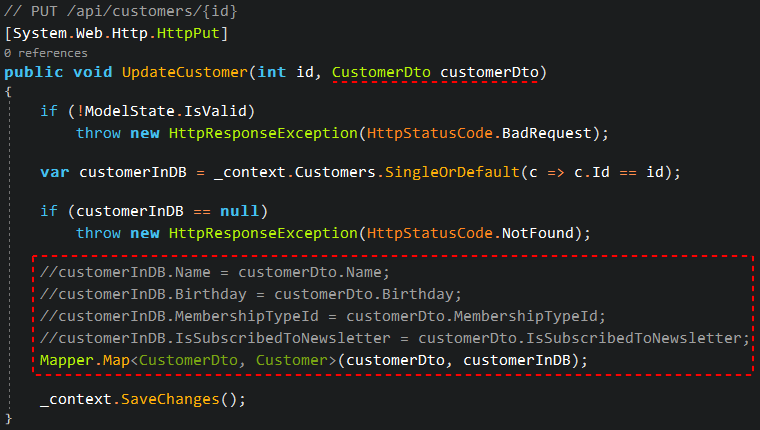 // PUT /api/customers/{id}
[System.Web.Http.HttpPut]
0 references
public void UpdateCustomer(int id, CustomerDto customerDto)
{
    if (!ModelState.IsValid)
        throw new HttpResponseException(HttpStatusCode.BadRequest);
    var customerInDB = _context.Customers.SingleOrDefault(c => c.Id == id);
    if (customerInDB == null)
        throw new HttpResponseException(HttpStatusCode.NotFound);
    //customerInDB.Name = customerDto.Name;
    //customerInDB.Birthday = customerDto.Birthday;
    //customerInDB.MembershipTypeId = customerDto.MembershipTypeId;
    //customerInDB.IsSubscribedToNewsletter = customerDto.IsSubscribedToNewsletter;
    Mapper.Map<CustomerDto, Customer>(customerDto, customerInDB);
    _context.SaveChanges();
}